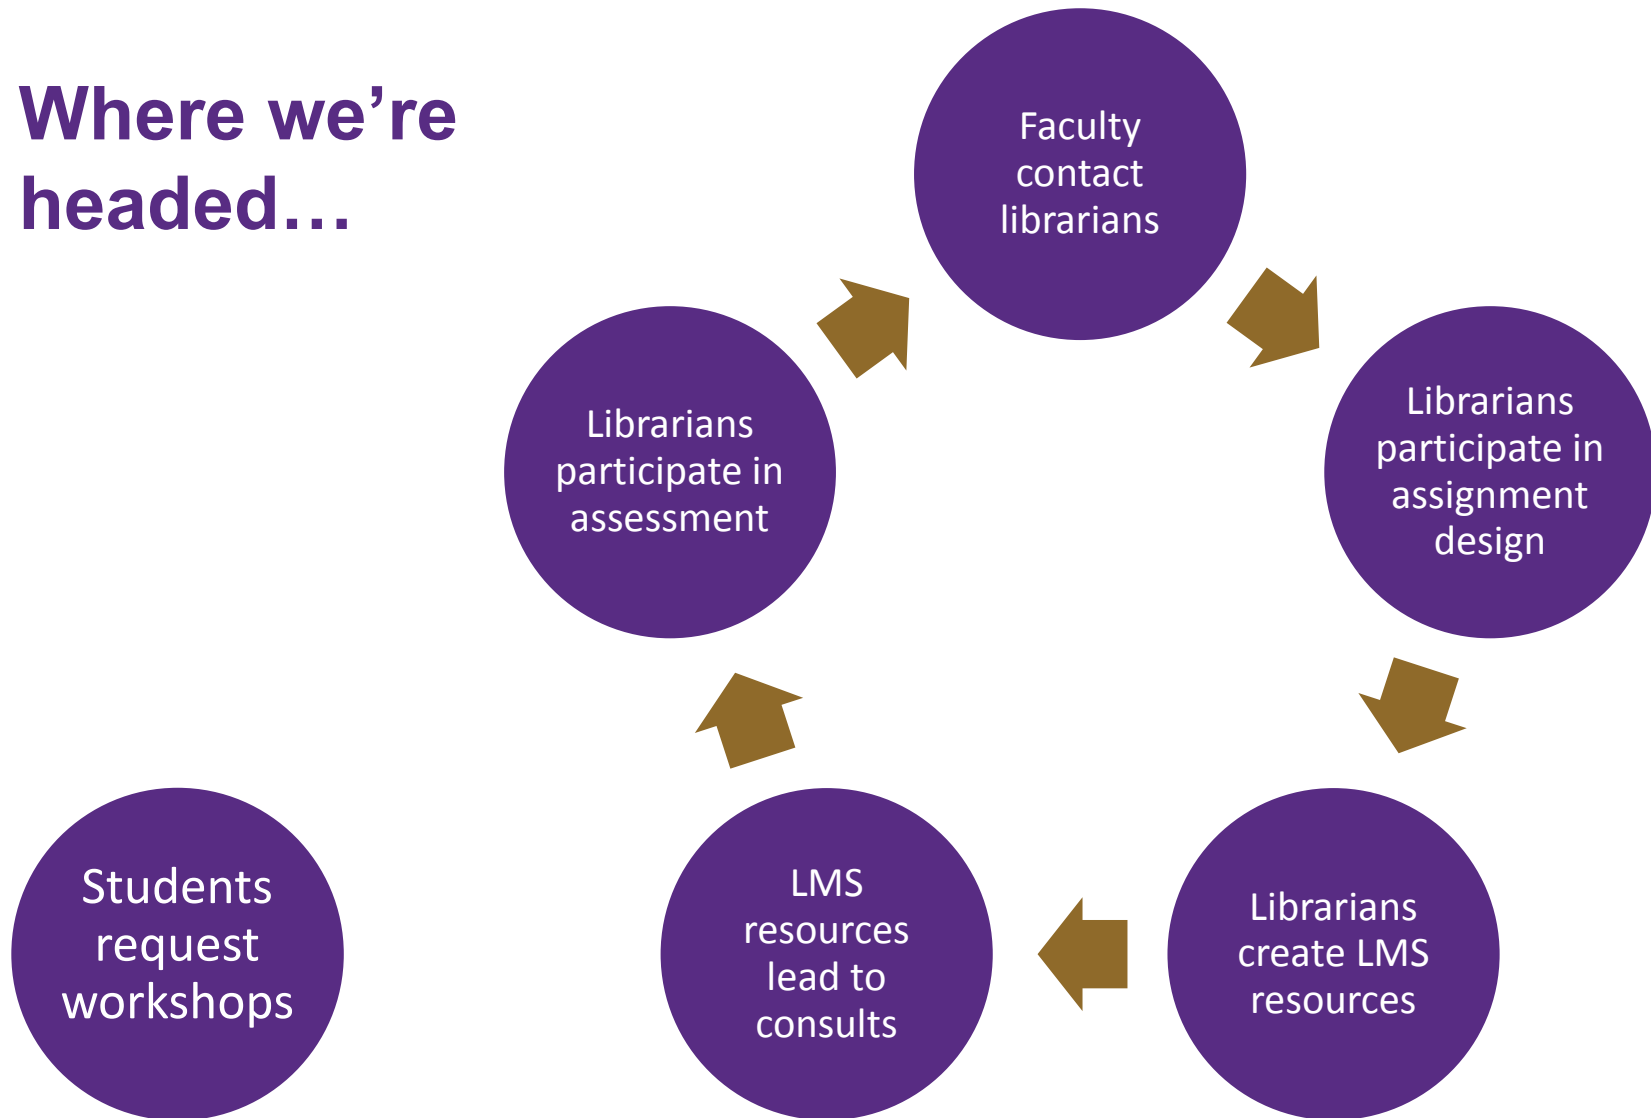 Where we’re
headed…
Faculty
contact
librarians
Librarians
participate in
assignment
design
Librarians
create LMS
resources
LMS
resources
lead to
consults
Librarians
participate in
assessment
Students
request
workshops